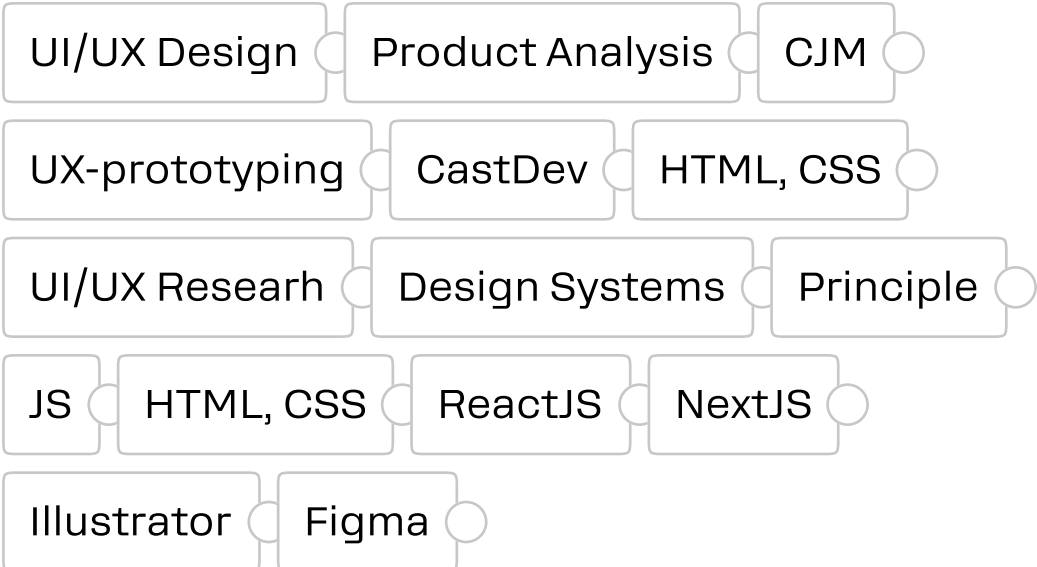 UI/UX Design Product Analysis CJM
UX-prototyping CastDev HTML, CSS
UI/UX Researh Design Systems Principle
JS HTML, CSS ReactJS NextJS
Illustrator Figma